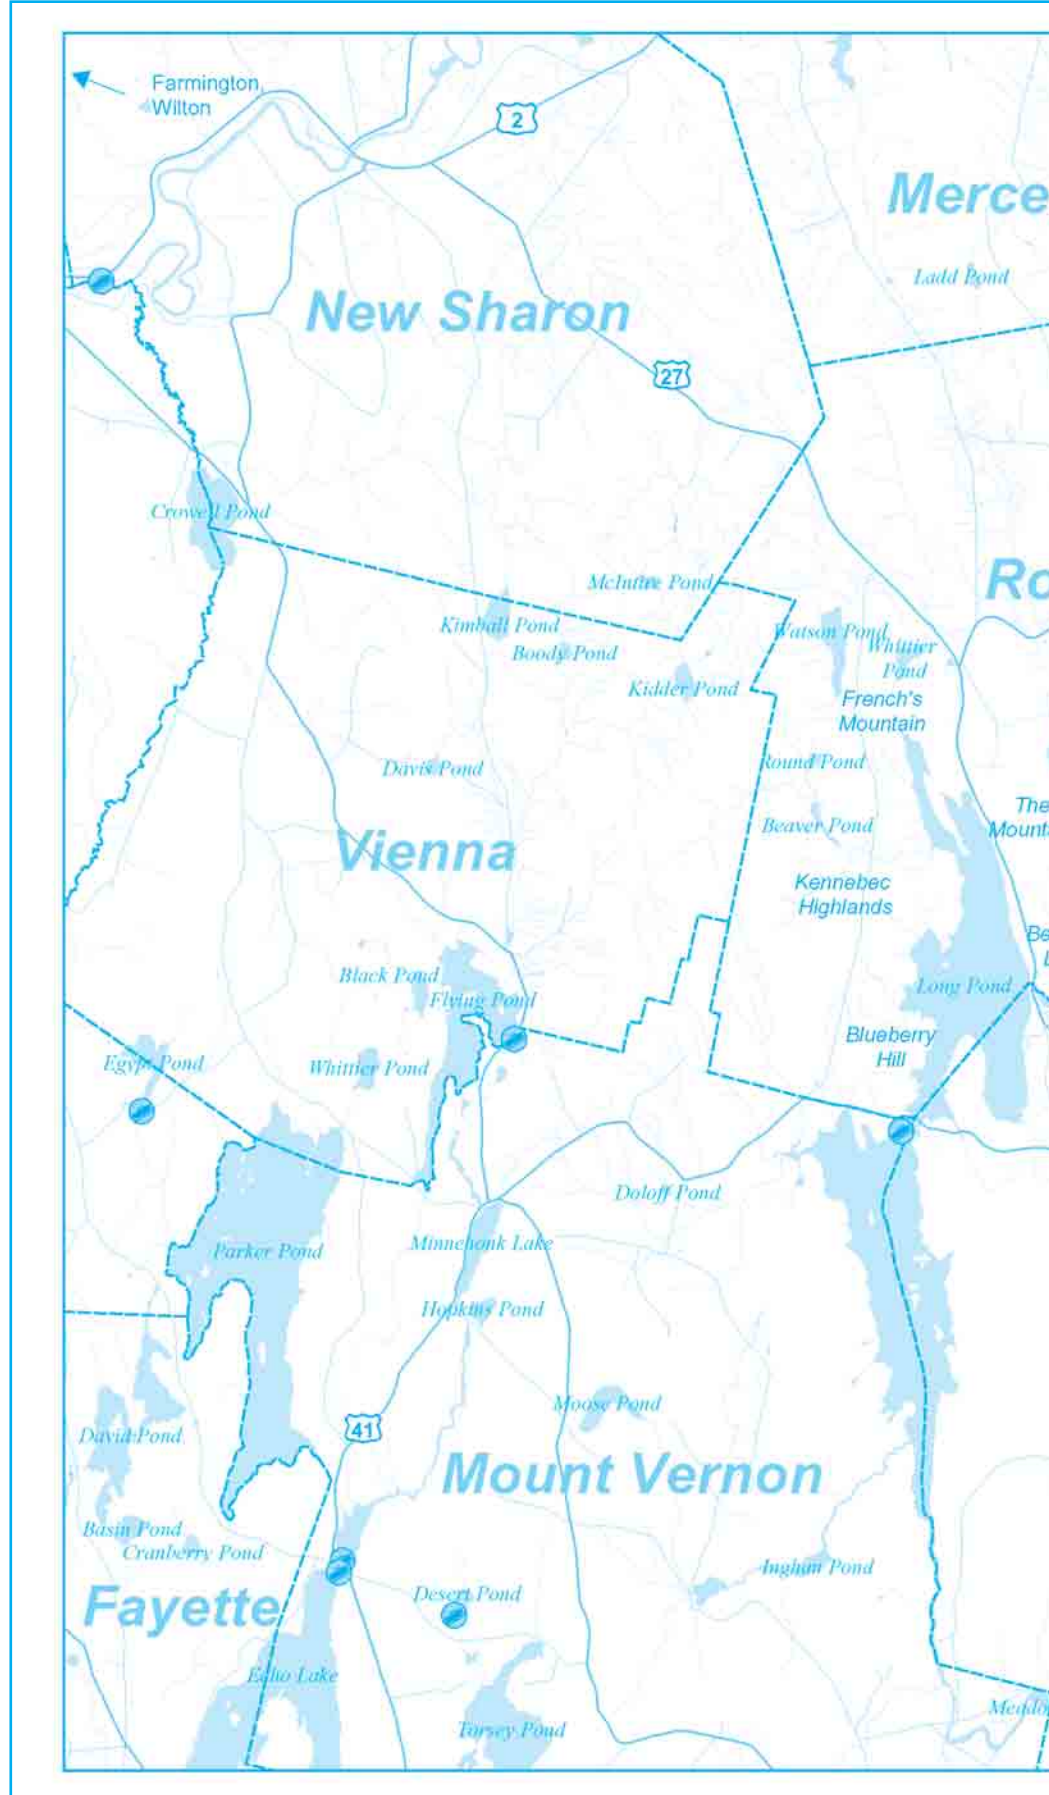 Farmington,
Wilton
2
Merce
Ladd Pond
New Sharon
27
Crowell Pond
McIntire Pond
Ro
Kimball Pond
Watson Pond
Boody Pond
Whittier
Pond
Kidder Pond
French's
Mountain
Davis Pond
Round Pond
The
Mounta
Beaver Pond
Vienna
Kennebec
Highlands
Be
L
Black Pond
Flying Pond
Long Pond
Blueberry
Hill
Egypt Pond
Whittier Pond
Doloff Pond
Parker Pond
Minnehonk Lake
Hopkins Pond
Moose Pond
41
David Pond
Mount Vernon
Basin Pond
Cranberry Pond
Ingham Pond
Desert Pond
Fayette
Echo Lake
Meado
Torsey Pond